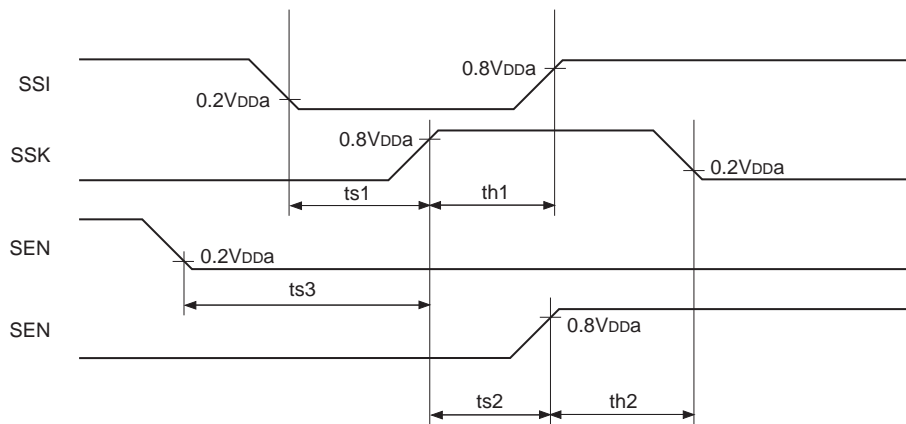 SSI
0.2VDDa
0.8VDDa
SSK
0.8VDDa
0.2VDDa
ts1
th1
SEN
0.2VDDa
ts3
SEN
0.8VDDa
ts2
th2